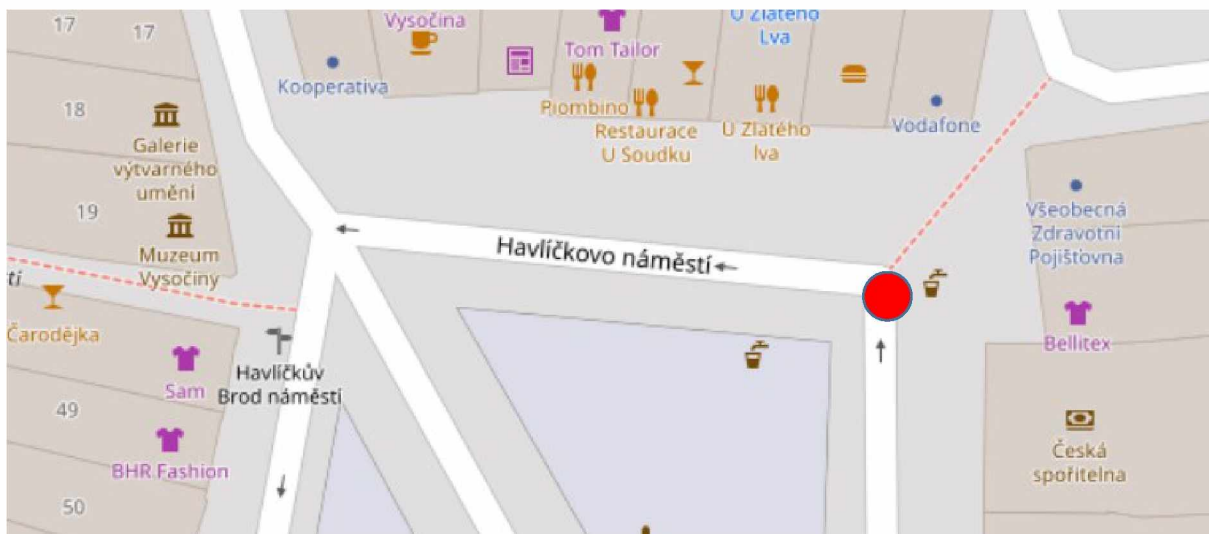 17
17
Vysočina
Tom Tailor
U Zlatého
Lva
Kooperativa
Piombino
Restaurace
U Soudku
U Zlatého
lva
Vodafone
18
Galerie
výtvarného
umění
19
Muzeum
Vysočiny
Všeobecná
Zdravotní
Pojišťovna
Havlíčkovo náměstí
tí
Čarodějka
Sam
Havlíčkův
Brod náměstí
Bellitex
49
BHR Fashion
Česká
spořitelna
50